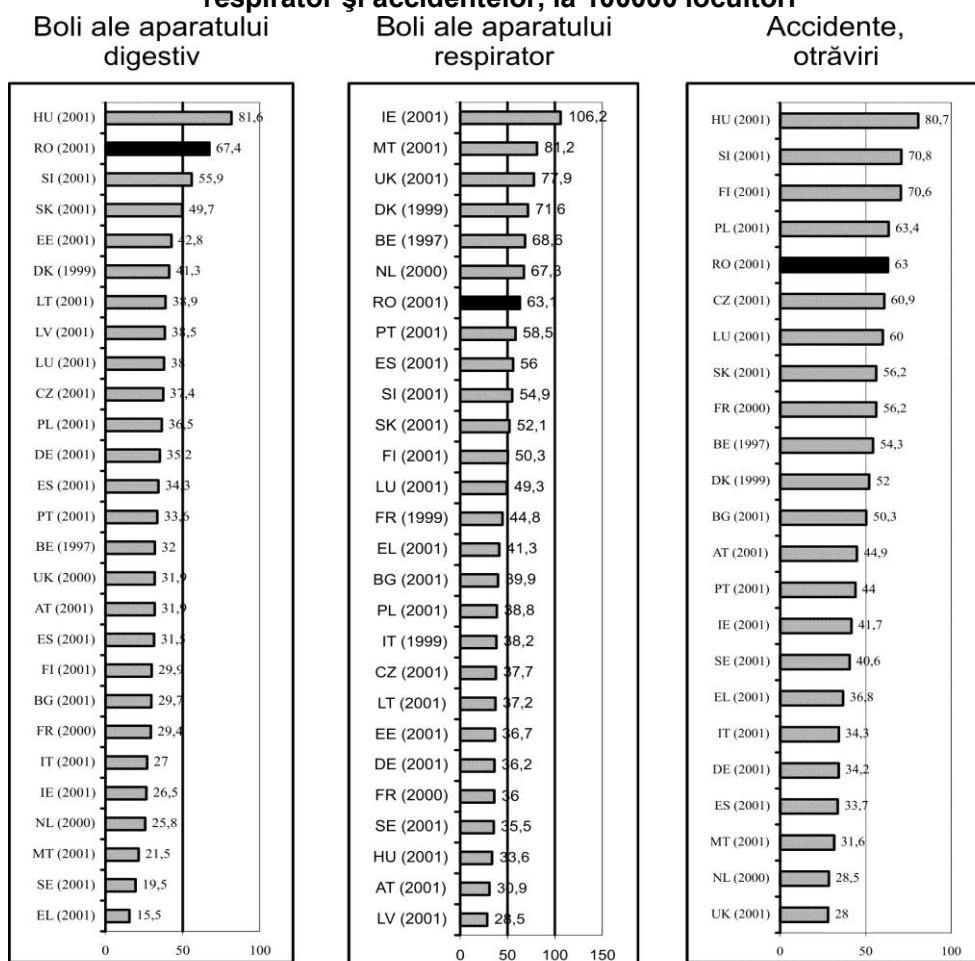 respirator şi accidentelor, la 100000 locuitori
Boli ale aparatului
digestiv
HU (2001) 81,6
RO (2001) 67,4
SI (2001) 55,9
SK (2001) 49,7
EE (2001) 42,8
DK (1999) 41,3
LT (2001) 38,9
LV (2001) 38,5
LU (2001) 38
CZ (2001) 37,4
PL (2001) 36,5
DE (2001) 35,2
ES (2001) 34,3
PT (2001) 33,6
BE (1997) 32
UK (2000) 31,9
AT (2001) 31,9
ES (2001) 31,5
FI (2001) 29,9
BG (2001) 29,7
FR (2000) 29,4
IT (2001) 27
IE (2001) 26,5
NL (2000) 25,8
MT (2001) 21,5
SE (2001) 19,5
EL (2001) 15,5
0 50 100
Boli ale aparatului
respirator
IE (2001) 106,2
MT (2001) 81,2
UK (2001) 77,9
DK (1999) 71,6
BE (1997) 68,6
NL (2000) 67,3
RO (2001) 63,1
PT (2001) 58,5
ES (2001) 56
SI (2001) 54,9
SK (2001) 52,1
FI (2001) 50,3
LU (2001) 49,3
FR (1999) 44,8
EL (2001) 41,3
BG (2001) 39,9
PL (2001) 38,8
IT (1999) 38,2
CZ (2001) 37,7
LT (2001) 37,2
EE (2001) 36,7
DE (2001) 36,2
FR (2000) 36
SE (2001) 35,5
HU (2001) 33,6
AT (2001) 30,9
LV (2001) 28,5
0 50 100 150
Accidente,
otrăviri
HU (2001) 80,7
SI (2001) 70,8
FI (2001) 70,6
PL (2001) 63,4
RO (2001) 63
CZ (2001) 60,9
LU (2001) 60
SK (2001) 56,2
FR (2000) 56,2
BE (1997) 54,3
DK (1999) 52
BG (2001) 50,3
AT (2001) 44,9
PT (2001) 44
IE (2001) 41,7
SE (2001) 40,6
EL (2001) 36,8
IT (2001) 34,3
DE (2001) 34,2
ES (2001) 33,7
MT (2001) 31,6
NL (2000) 28,5
UK (2001) 28
0 50 100